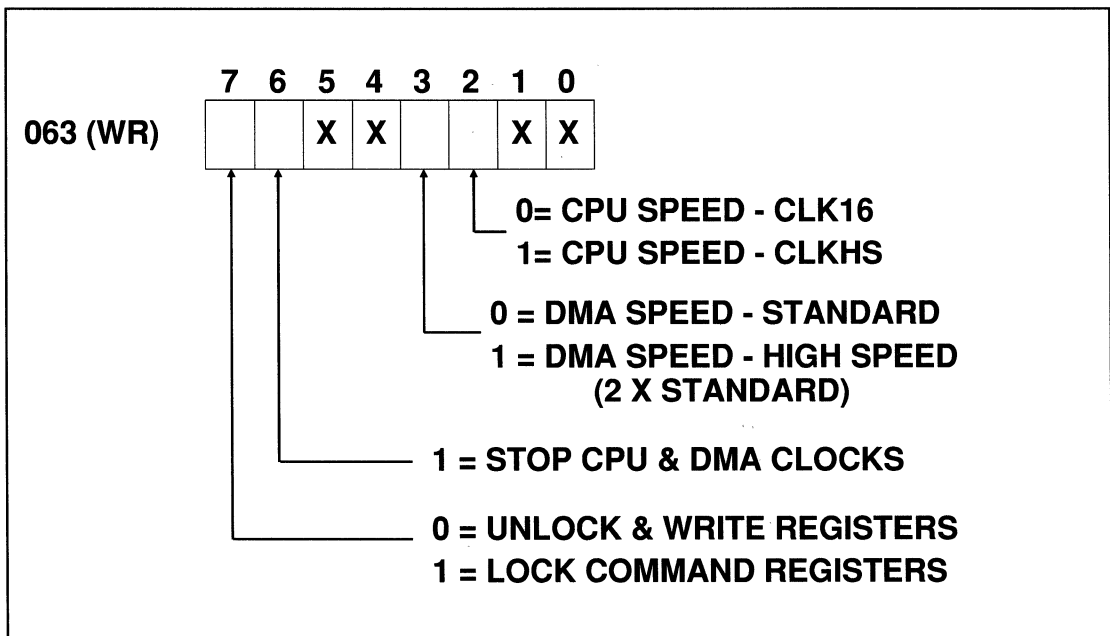 7 6 5 4 3 2 1 0
063 (WR) X X X X
0= CPU SPEED - CLK16
1= CPU SPEED - CLKHS
0 = DMA SPEED - STANDARD
1 = DMA SPEED - HIGH SPEED
(2 X STANDARD)
1 = STOP CPU & DMA CLOCKS
0 = UNLOCK & WRITE REGISTERS
1 = LOCK COMMAND REGISTERS